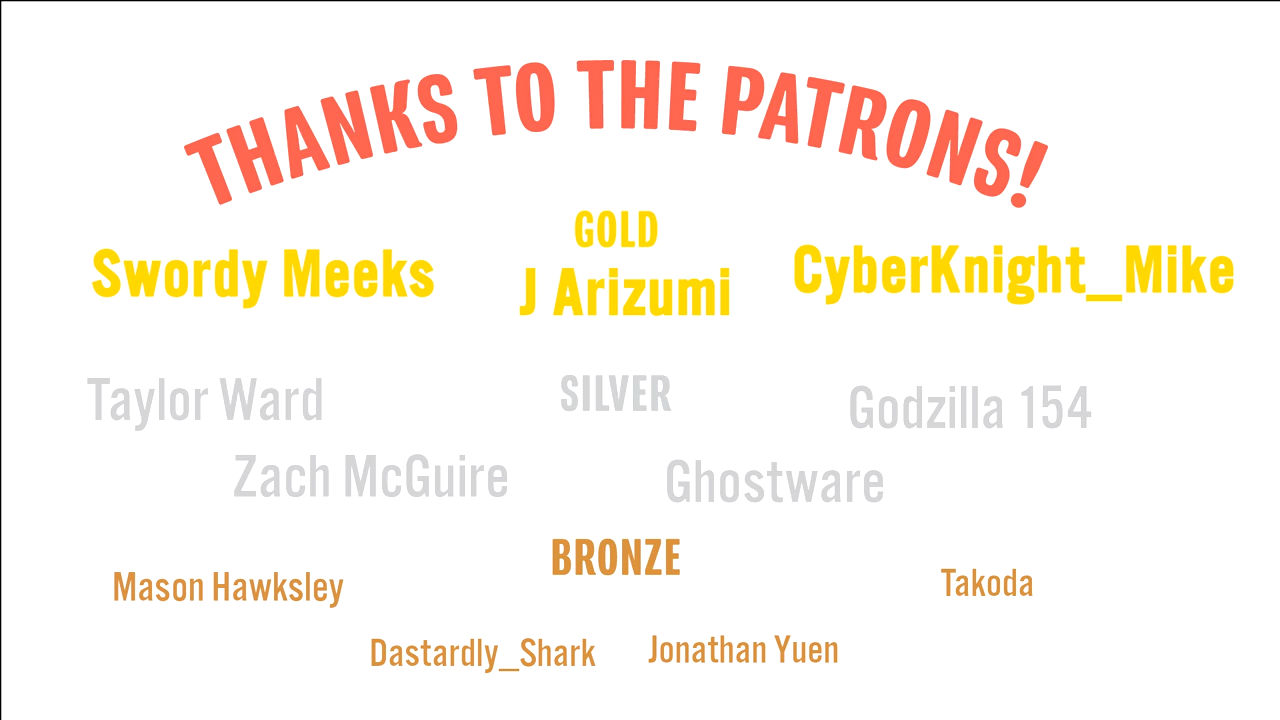 THANKS TO THE PATRONS!
GOLD
Swordy Meeks
J Arizumi
CyberKnight_Mike
SILVER
Taylor Ward
Godzilla 154
Zach McGuire
Ghostware
BRONZE
Mason Hawksley
Takoda
Dastardly_Shark
Jonathan Yuen